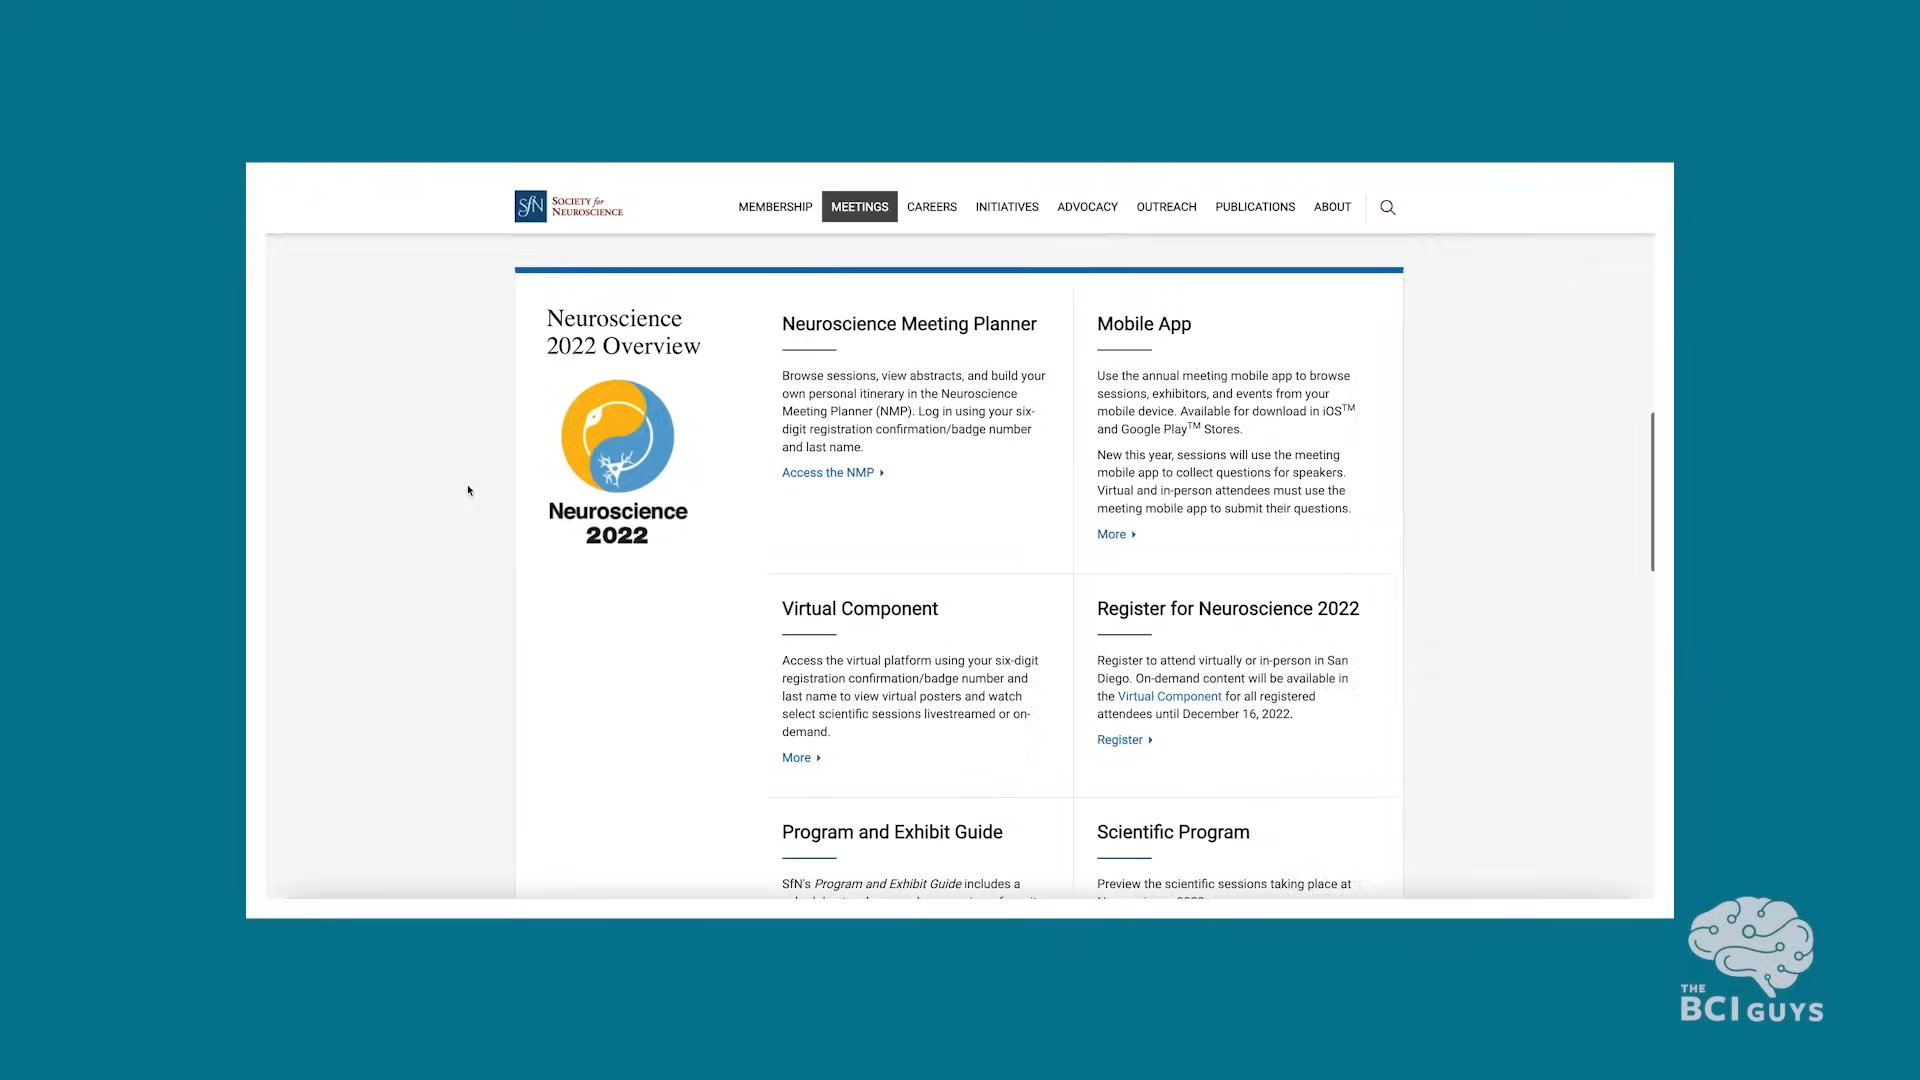 SfN SOCIETY for
NEUROSCIENCE
MEMBERSHIP MEETINGS CAREERS INITIATIVES ADVOCACY OUTREACH PUBLICATIONS ABOUT
Neuroscience
2022 Overview
Neuroscience
2022
Neuroscience Meeting Planner
Browse sessions, view abstracts, and build your
own personal itinerary in the Neuroscience
Meeting Planner (NMP). Log in using your six-
digit registration confirmation/badge number
and last name.
Access the NMP
Mobile App
Use the annual meeting mobile app to browse
sessions, exhibitors, and events from your
mobile device. Available for download in iOS™
and Google Play™ Stores.
New this year, sessions will use the meeting
mobile app to collect questions for speakers.
Virtual and in-person attendees must use the
meeting mobile app to submit their questions.
More
Virtual Component
Access the virtual platform using your six-digit
registration confirmation/badge number and
last name to view virtual posters and watch
select scientific sessions livestreamed or on-
demand.
More
Register for Neuroscience 2022
Register to attend virtually or in-person in San
Diego. On-demand content will be available in
the Virtual Component for all registered
attendees until December 16, 2022.
Register
Program and Exhibit Guide
SfN's Program and Exhibit Guide includes a
Scientific Program
Preview the scientific sessions taking place at
THE
BCI GUYS